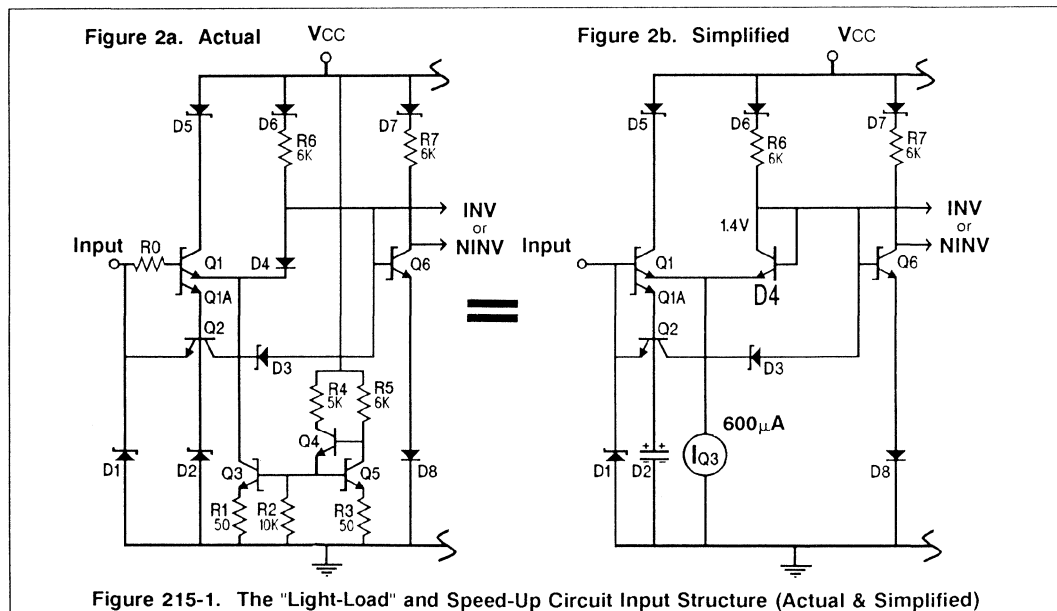 Figure 2a. Actual
VCC
Figure 2b. Simplified
VCC
D5
D6
D7
R6
6K
R7
6K
INV
or
NINV
Input
R0
Q1
D4
Q6
Q1A
Q2
D3
R4
5K
R5
6K
Q4
D1
D2
Q3
Q5
D8
R1
50
R2
10K
R3
50
D5
D6
D7
R6
6K
R7
6K
INV
or
NINV
1.4V
Input
Q1
Q6
Q1A
D4
Q2
D3
600μA
IQ3
D1
D2
D8
Figure 215-1. The "Light-Load" and Speed-Up Circuit Input Structure (Actual & Simplified)